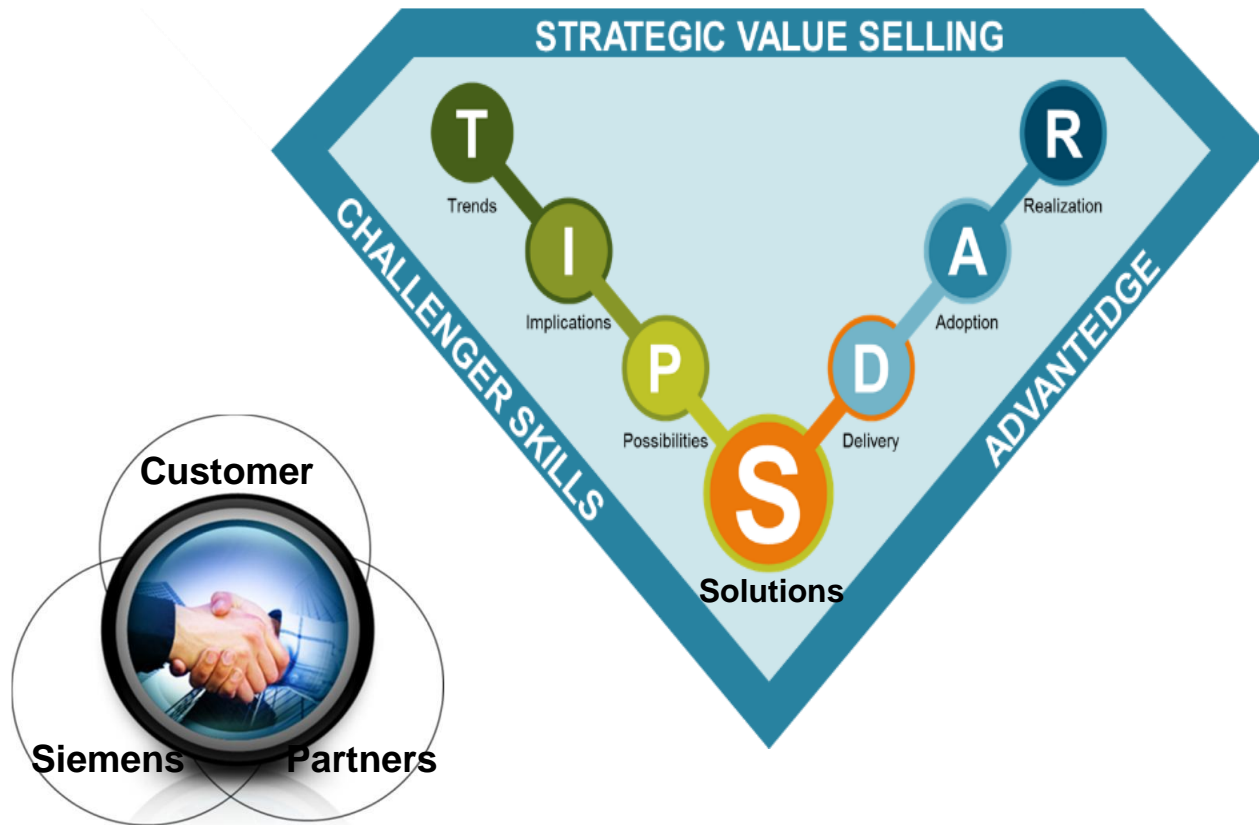 STRATEGIC VALUE SELLING
CHALLENGER SKILLS
ADVANTEDGE
T
Trends
I
Implications
P
Possibilities
S
Solutions
D
Delivery
A
Adoption
R
Realization
Customer
Siemens
Partners